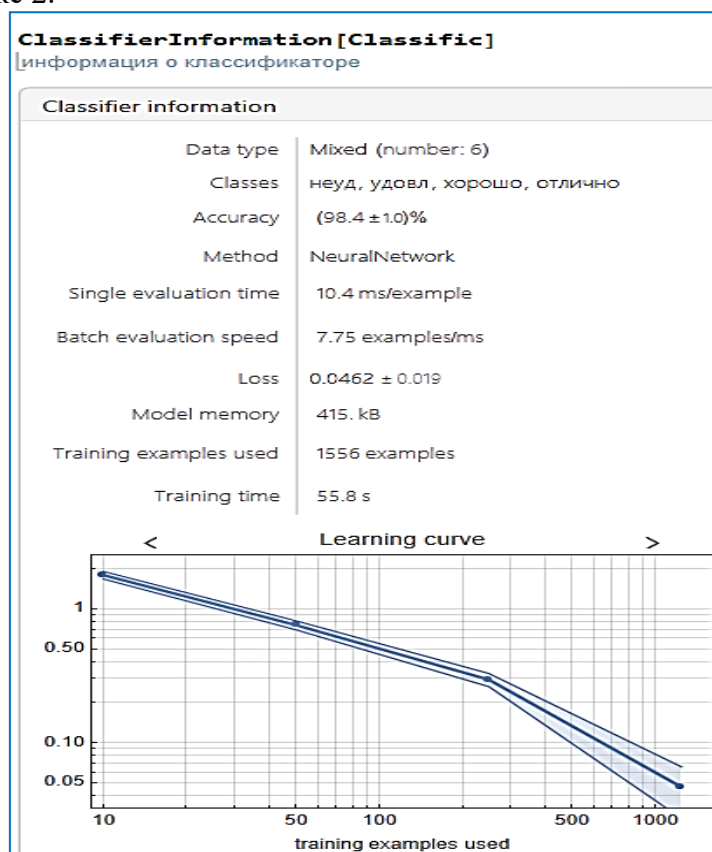 ClassifierInformation[Classific]
информация о классификаторе
Classifier information
Data type Mixed (number: 6)
Classes неуд, удовл, хорошо, отлично
Accuracy (98.4 ±1.0)%
Method NeuralNetwork
Single evaluation time 10.4 ms/example
Batch evaluation speed 7.75 examples/ms
Loss 0.0462 ± 0.019
Model memory 415. kB
Training examples used 1556 examples
Training time 55.8 s
< Learning curve >
1
0.50
0.10
0.05
10 50 100 500 1000
training examples used